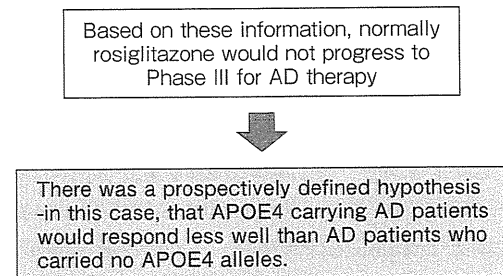 Based on these information, normally
rosiglitazone would not progress to
Phase III for AD therapy
There was a prospectively defined hypothesis
-in this case, that APOE4 carrying AD patients
would respond less well than AD patients who
carried no APOE4 alleles.